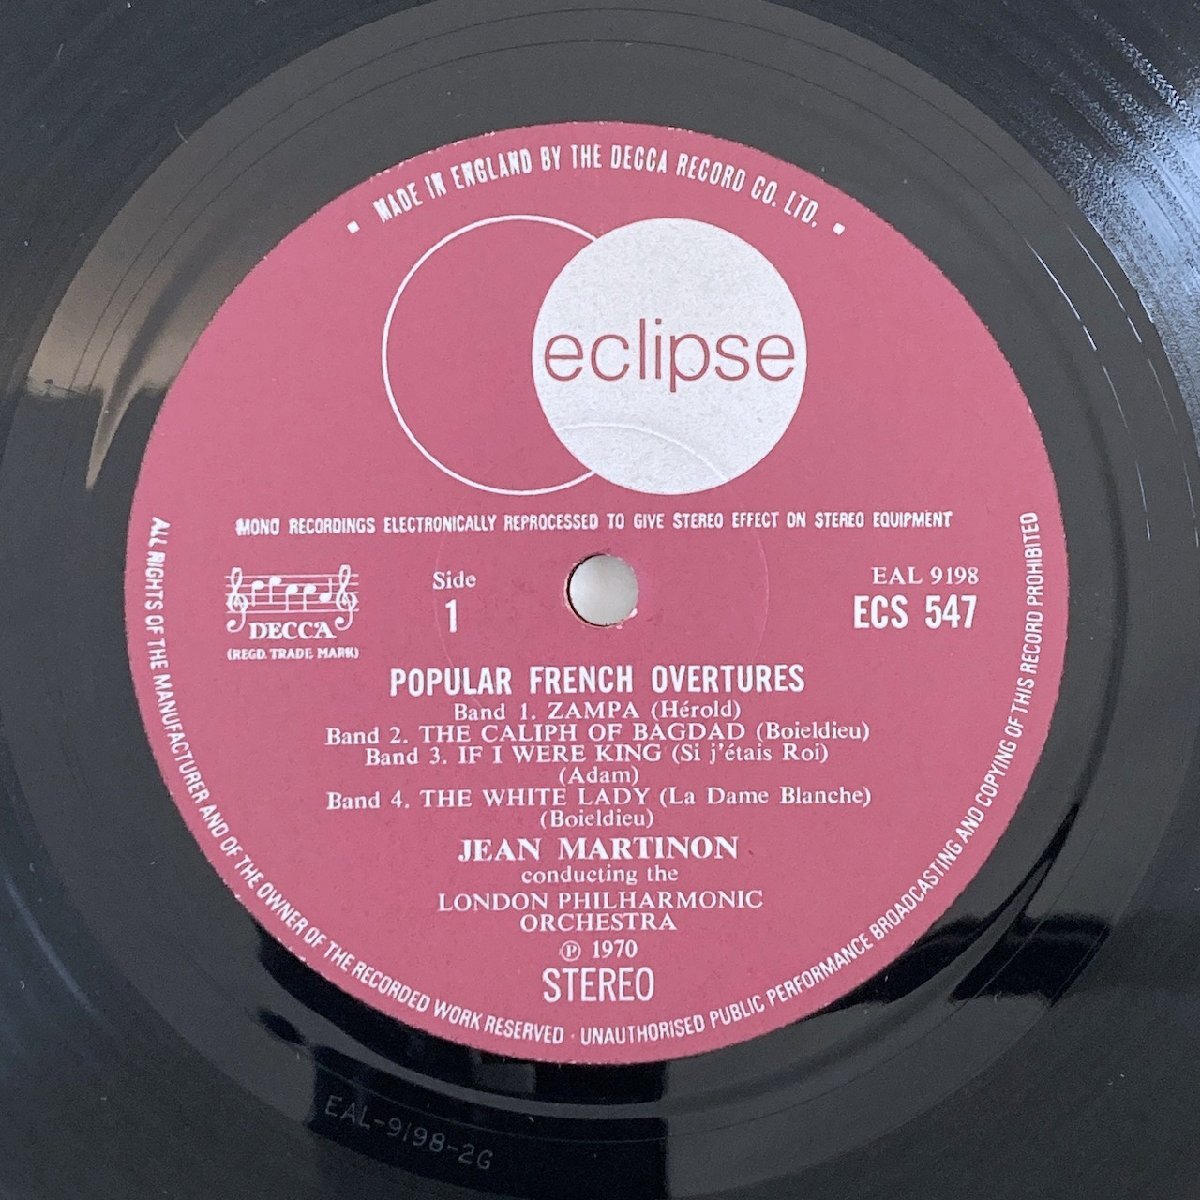 MADE IN ENGLAND BY THE DECCA RECORD CO. LTD.
eclipse
MONO RECORDINGS ELECTRONICALLY REPROCESSED TO GIVE STEREO EFFECT ON STEREO EQUIPMENT
DECCA
(REGD. TRADE MARK)
Side
1
EAL 9198
ECS 547
POPULAR FRENCH OVERTURES
Band 1. ZAMPA (Hérold)
Band 2. THE CALIPH OF BAGDAD (Boieldieu)
Band 3. IF I WERE KING (Si j'étais Roi)
(Adam)
Band 4. THE WHITE LADY (La Dame Blanche)
(Boieldieu)
JEAN MARTINON
conducting the
LONDON PHILHARMONIC
ORCHESTRA
℗ 1970
STEREO
ALL RIGHTS OF THE MANUFACTURER AND OF THE OWNER OF THE RECORDED WORK RESERVED · UNAUTHORISED PUBLIC PERFORMANCE BROADCASTING AND COPYING OF THIS RECORD PROHIBITED
EAL-9198-2G